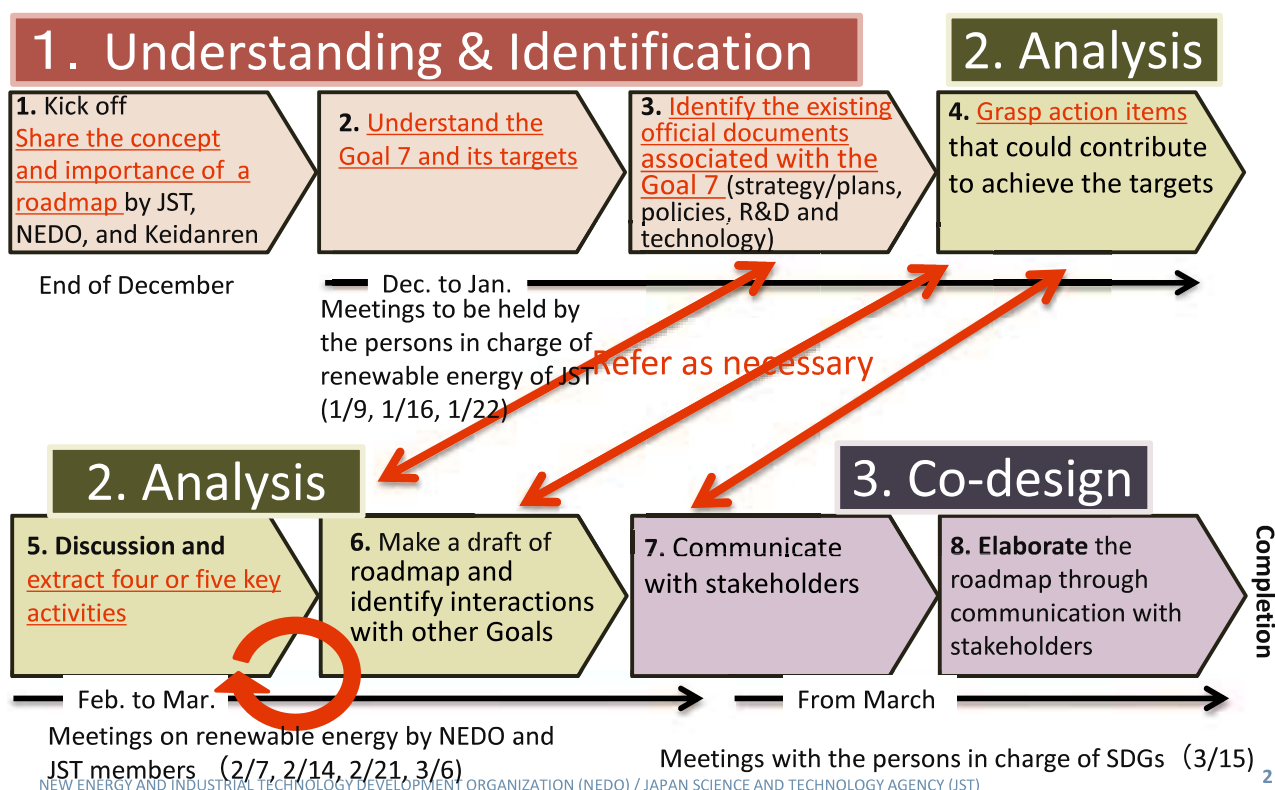 1. Understanding & Identification
2. Analysis
1. Kick off
Share the concept
and importance of a
roadmap by JST,
NEDO, and Keidanren
2. Understand the
Goal 7 and its targets
3. Identify the existing
official documents
associated with the
Goal 7 (strategy/plans,
policies, R&D and
technology)
4. Grasp action items
that could contribute
to achieve the targets
End of December
Dec. to Jan.
Meetings to be held by
the persons in charge of
renewable energy of JST
(1/9, 1/16, 1/22)
Refer as necessary
2. Analysis
3. Co-design
5. Discussion and
extract four or five key
activities
6. Make a draft of
roadmap and
identify interactions
with other Goals
7. Communicate
with stakeholders
8. Elaborate the
roadmap through
communication with
stakeholders
Completion
Feb. to Mar.
From March
Meetings on renewable energy by NEDO and
JST members （2/7, 2/14, 2/21, 3/6)
Meetings with the persons in charge of SDGs（3/15)
NEW ENERGY AND INDUSTRIAL TECHNOLOGY DEVELOPMENT ORGANIZATION (NEDO) / JAPAN SCIENCE AND TECHNOLOGY AGENCY (JST)
2